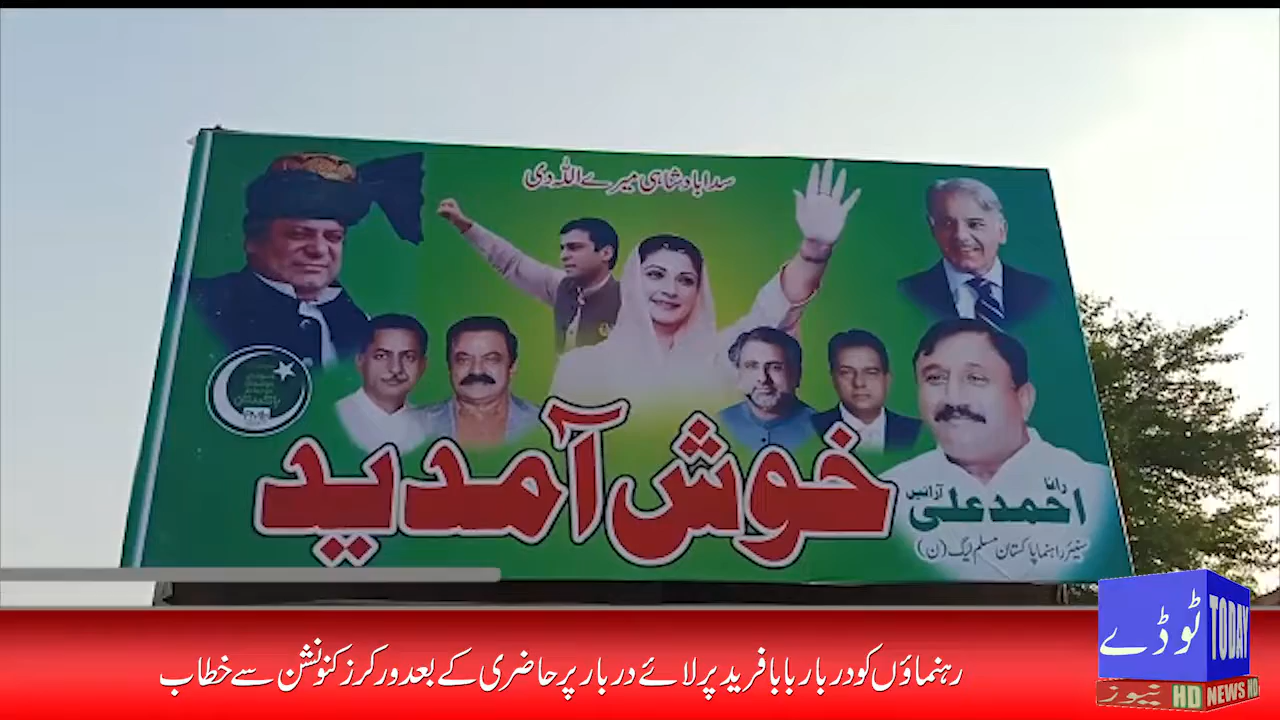 سدا بادشاہی میرے اللہ دی
PMLN
خوش آمدید
رانا
احمد علی آرائیں
سینئر راہنما پاکستان مسلم لیگ (ن)
رہنماؤں کو دربار بابا فرید پر لائے دربار پر حاضری کے بعد ورکرز کنونشن سے خطاب
ٹوڈے
TODAY
نیوز HD
NEWS HD